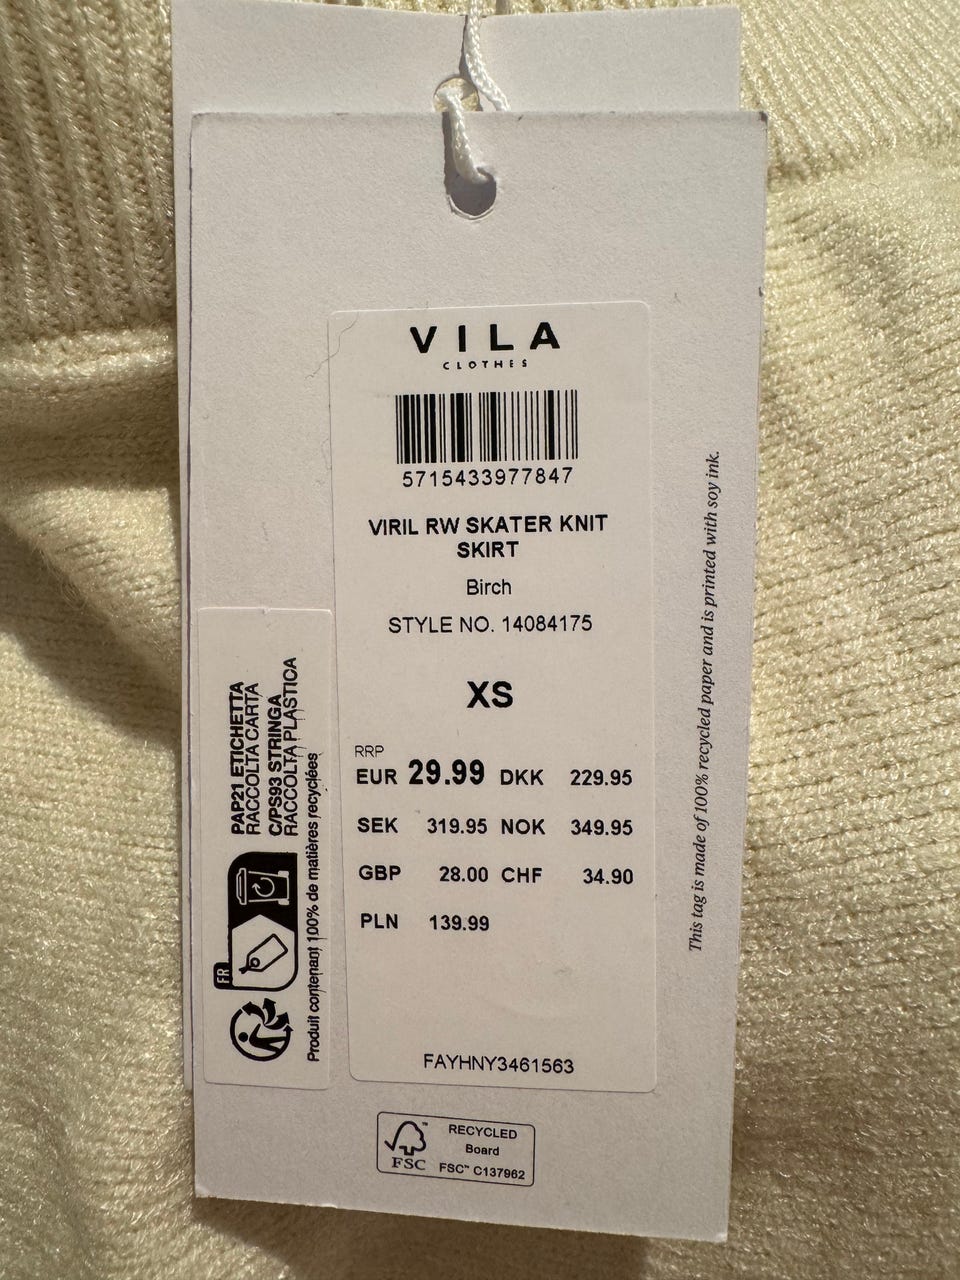 VILA
CLOTHES
5715433977847
VIRIL RW SKATER KNIT
SKIRT
Birch
STYLE NO. 14084175
XS
RRP
EUR 29.99 DKK 229.95
SEK 319.95 NOK 349.95
GBP 28.00 CHF 34.90
PLN 139.99
FAYHNY3461563
PAP21 ETICHETTA
RACCOLTA CARTA
C/PS93 STRINGA
RACCOLTA PLASTICA
Produit contenant 100% de matières recyclées
FR
This tag is made of 100% recycled paper and is printed with soy ink.
FSC™
RECYCLED
Board
FSC™ C137962